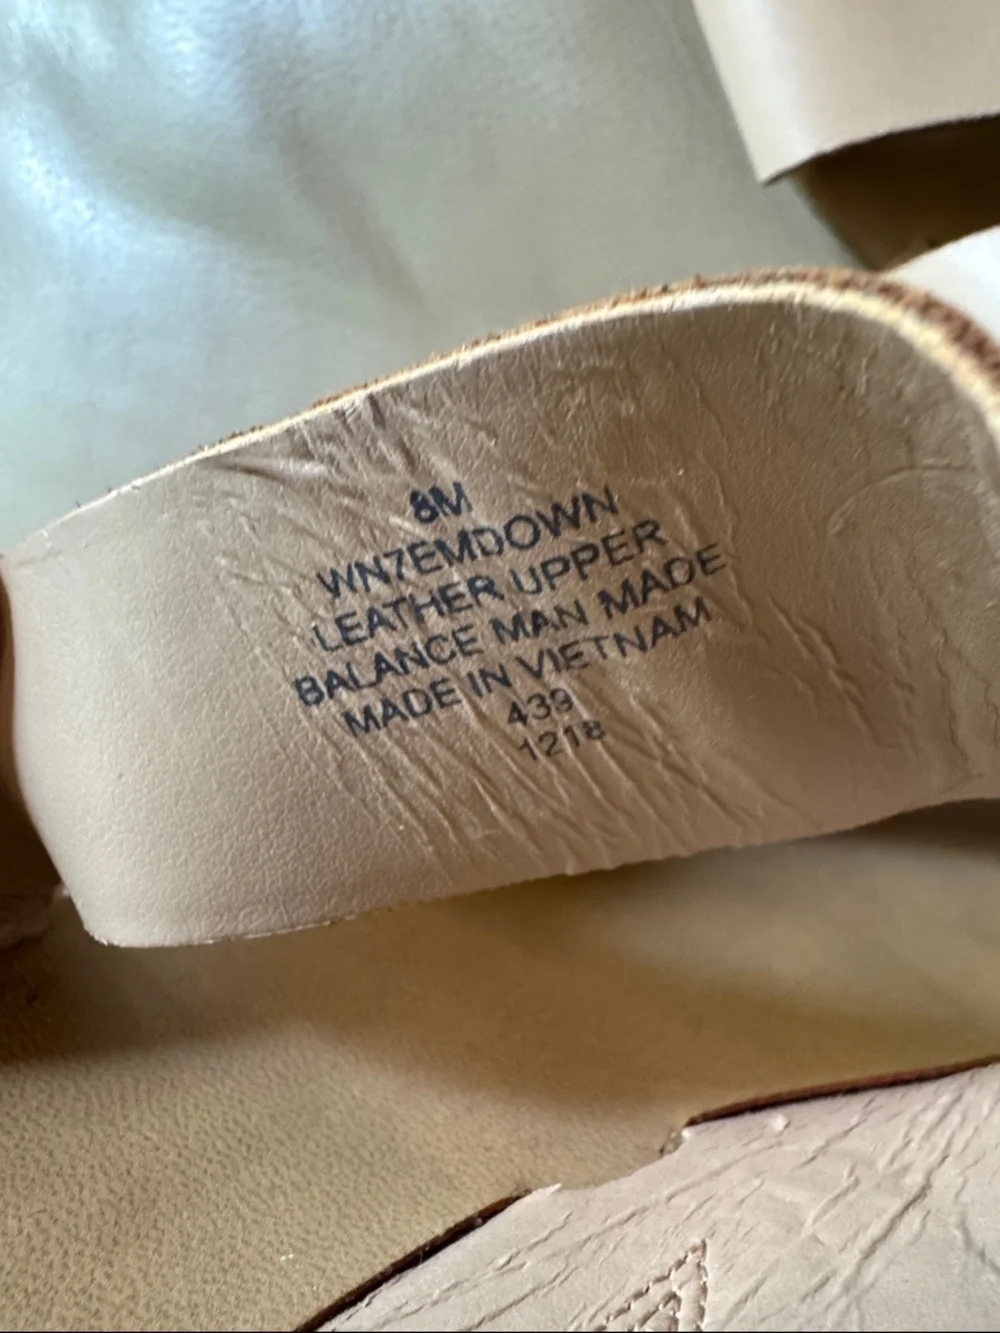 8M
WN7EMDOWN
LEATHER UPPER
BALANCE MAN MADE
MADE IN VIETNAM
439
1218